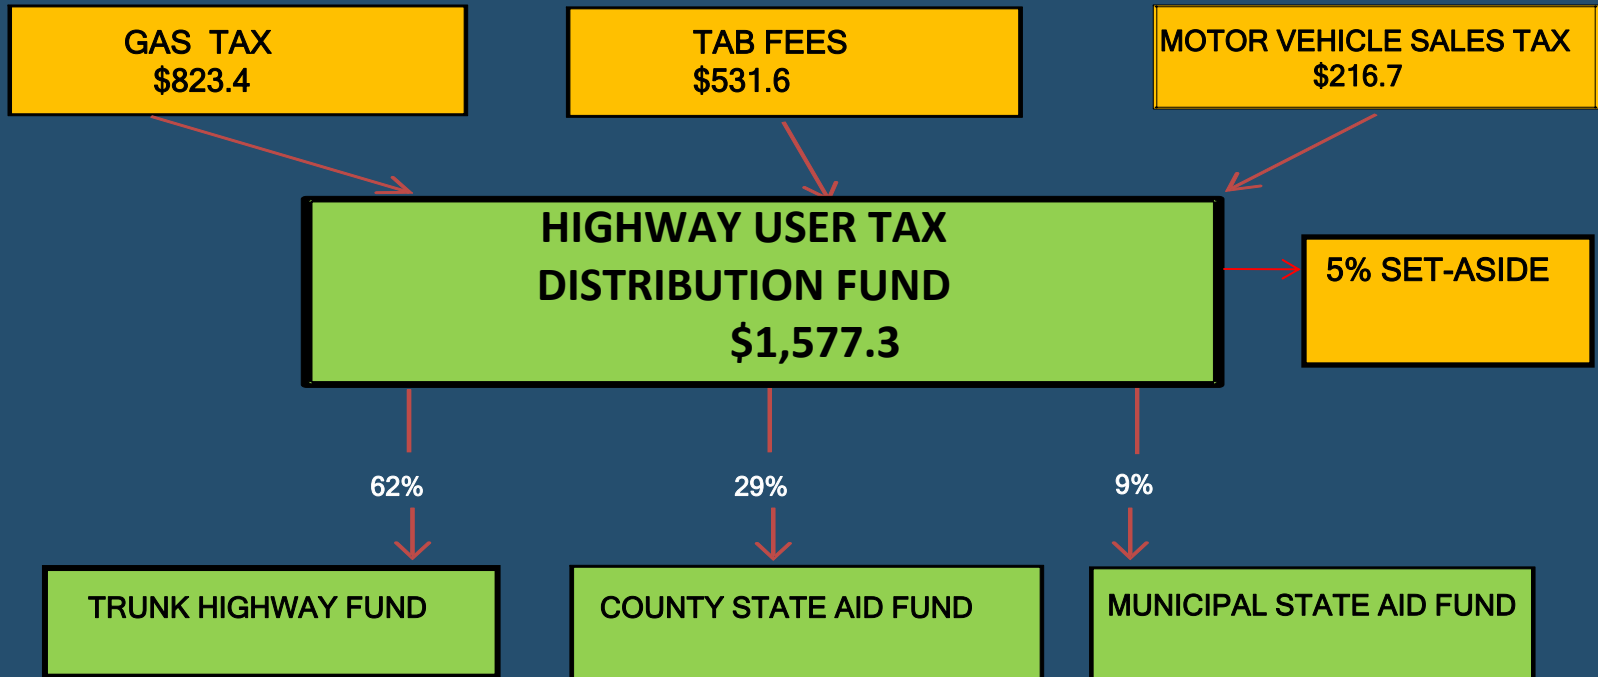 GAS TAX
$823.4
TAB FEES
$531.6
MOTOR VEHICLE SALES TAX
$216.7
HIGHWAY USER TAX
DISTRIBUTION FUND
$1,577.3
5% SET-ASIDE
62%
29%
9%
TRUNK HIGHWAY FUND
COUNTY STATE AID FUND
MUNICIPAL STATE AID FUND